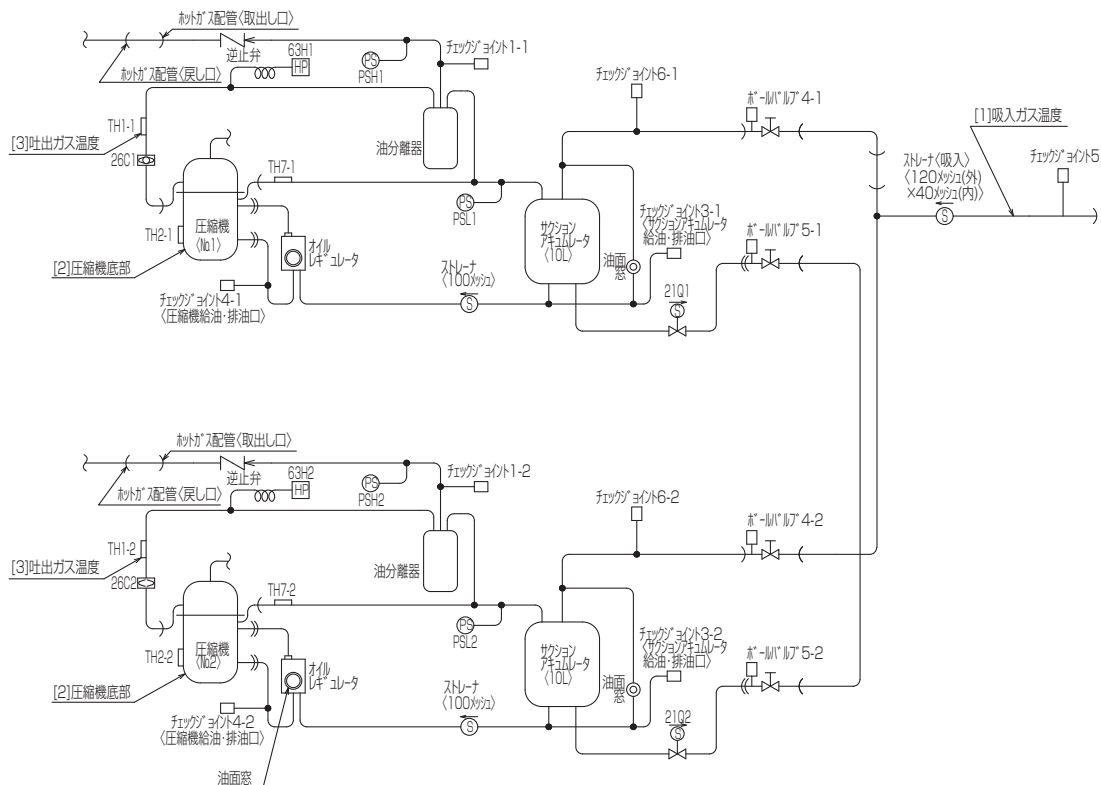 ホットガス配管〈取出し口〉
逆止弁
ホットガス配管〈戻し口〉
63H1
HP
PS
PSH1
チェックジョイント1-1
TH1-1
[3]吐出ガス温度
26C1
油分離器
TH7-1
PS
PSL1
圧縮機
〈No.1〉
TH2-1
[2]圧縮機底部
オイル
レギュレータ
チェックジョイント4-1
〈圧縮機給油・排油口〉
ストレーナ
〈100メッシュ〉
S
サクション
アキュムレータ
〈10L〉
チェックジョイント6-1
チェックジョイント3-1
〈サクションアキュムレータ
給油・排油口〉
油面
窓
21Q1
S
ボールバルブ4-1
ボールバルブ5-1
[1]吸入ガス温度
ストレーナ〈吸入〉
〈120メッシュ(外)
×40メッシュ(内)〉
S
チェックジョイント5
ホットガス配管〈取出し口〉
逆止弁
ホットガス配管〈戻し口〉
63H2
HP
PS
PSH2
チェックジョイント1-2
TH1-2
[3]吐出ガス温度
26C2
油分離器
TH7-2
PS
PSL2
圧縮機
〈No.2〉
TH2-2
[2]圧縮機底部
オイル
レギュレータ
チェックジョイント4-2
〈圧縮機給油・排油口〉
油面窓
ストレーナ
〈100メッシュ〉
S
サクション
アキュムレータ
〈10L〉
チェックジョイント6-2
チェックジョイント3-2
〈サクションアキュムレータ
給油・排油口〉
油面
窓
21Q2
S
ボールバルブ4-2
ボールバルブ5-2